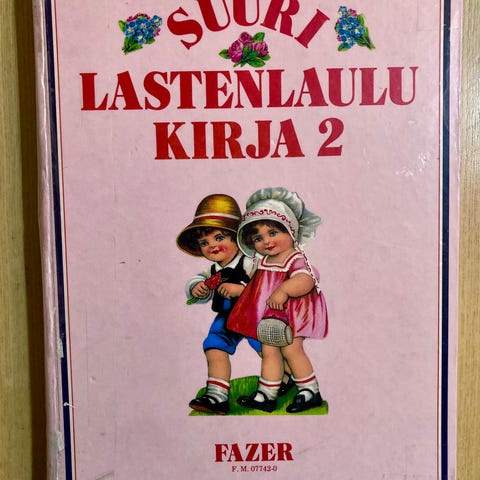 SUURI
LASTENLAULU
KIRJA 2
FAZER
F. M. 07742-0